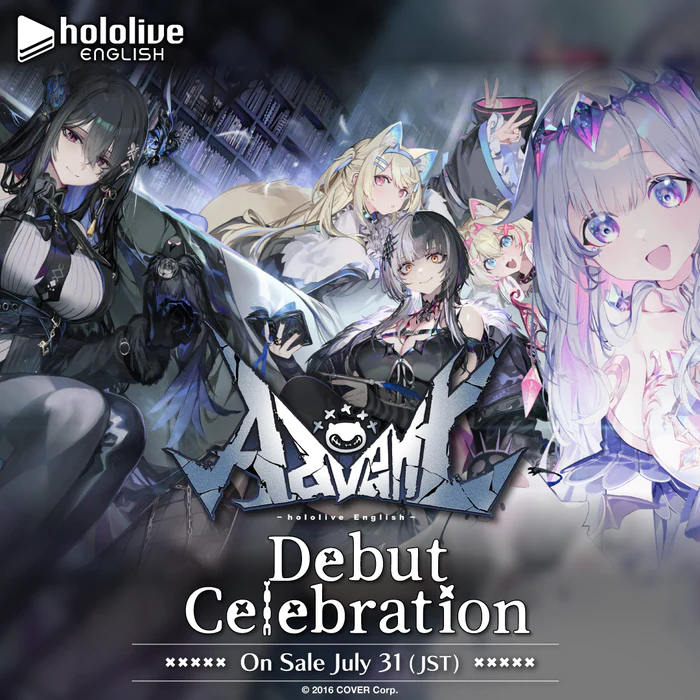 hololive
ENGLISH
Advent
- hololive English -
Debut
Celebration
××××× On Sale July 31 (JST) ×××××
© 2016 COVER Corp.